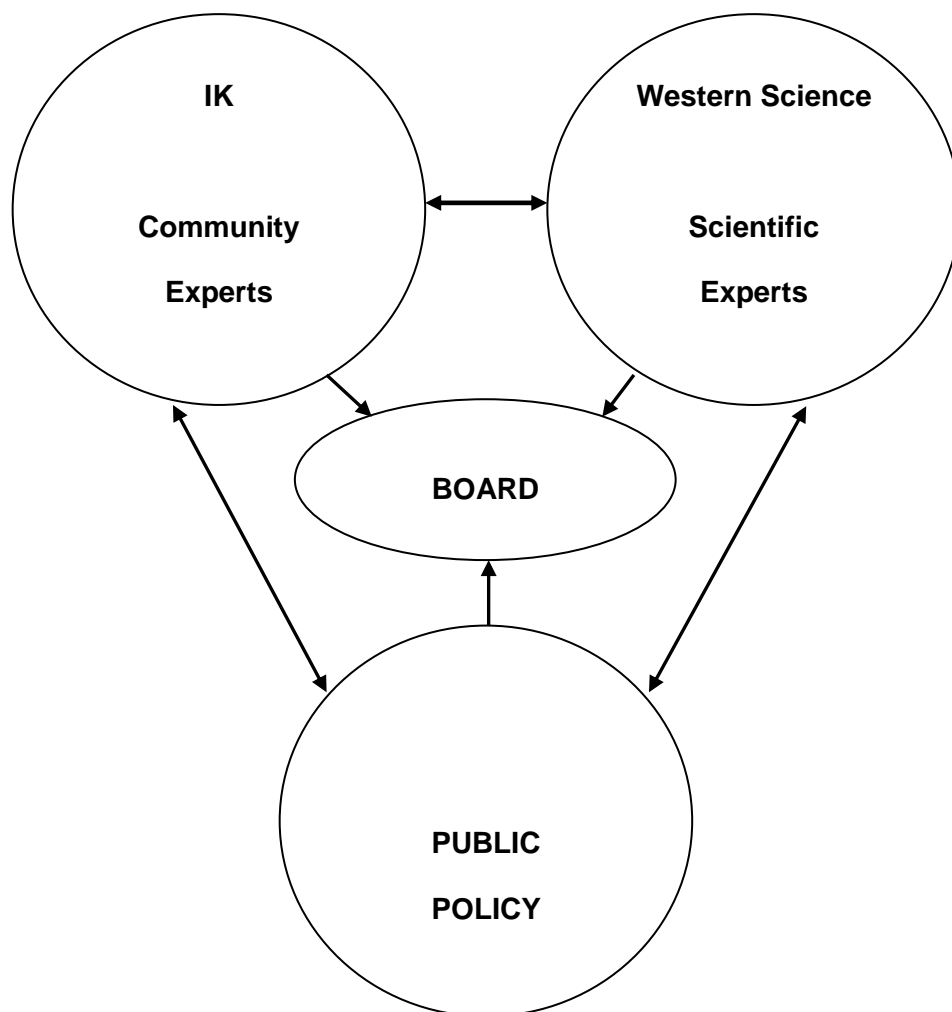 IK
Community
Experts
Western Science
Scientific
Experts
BOARD
PUBLIC
POLICY